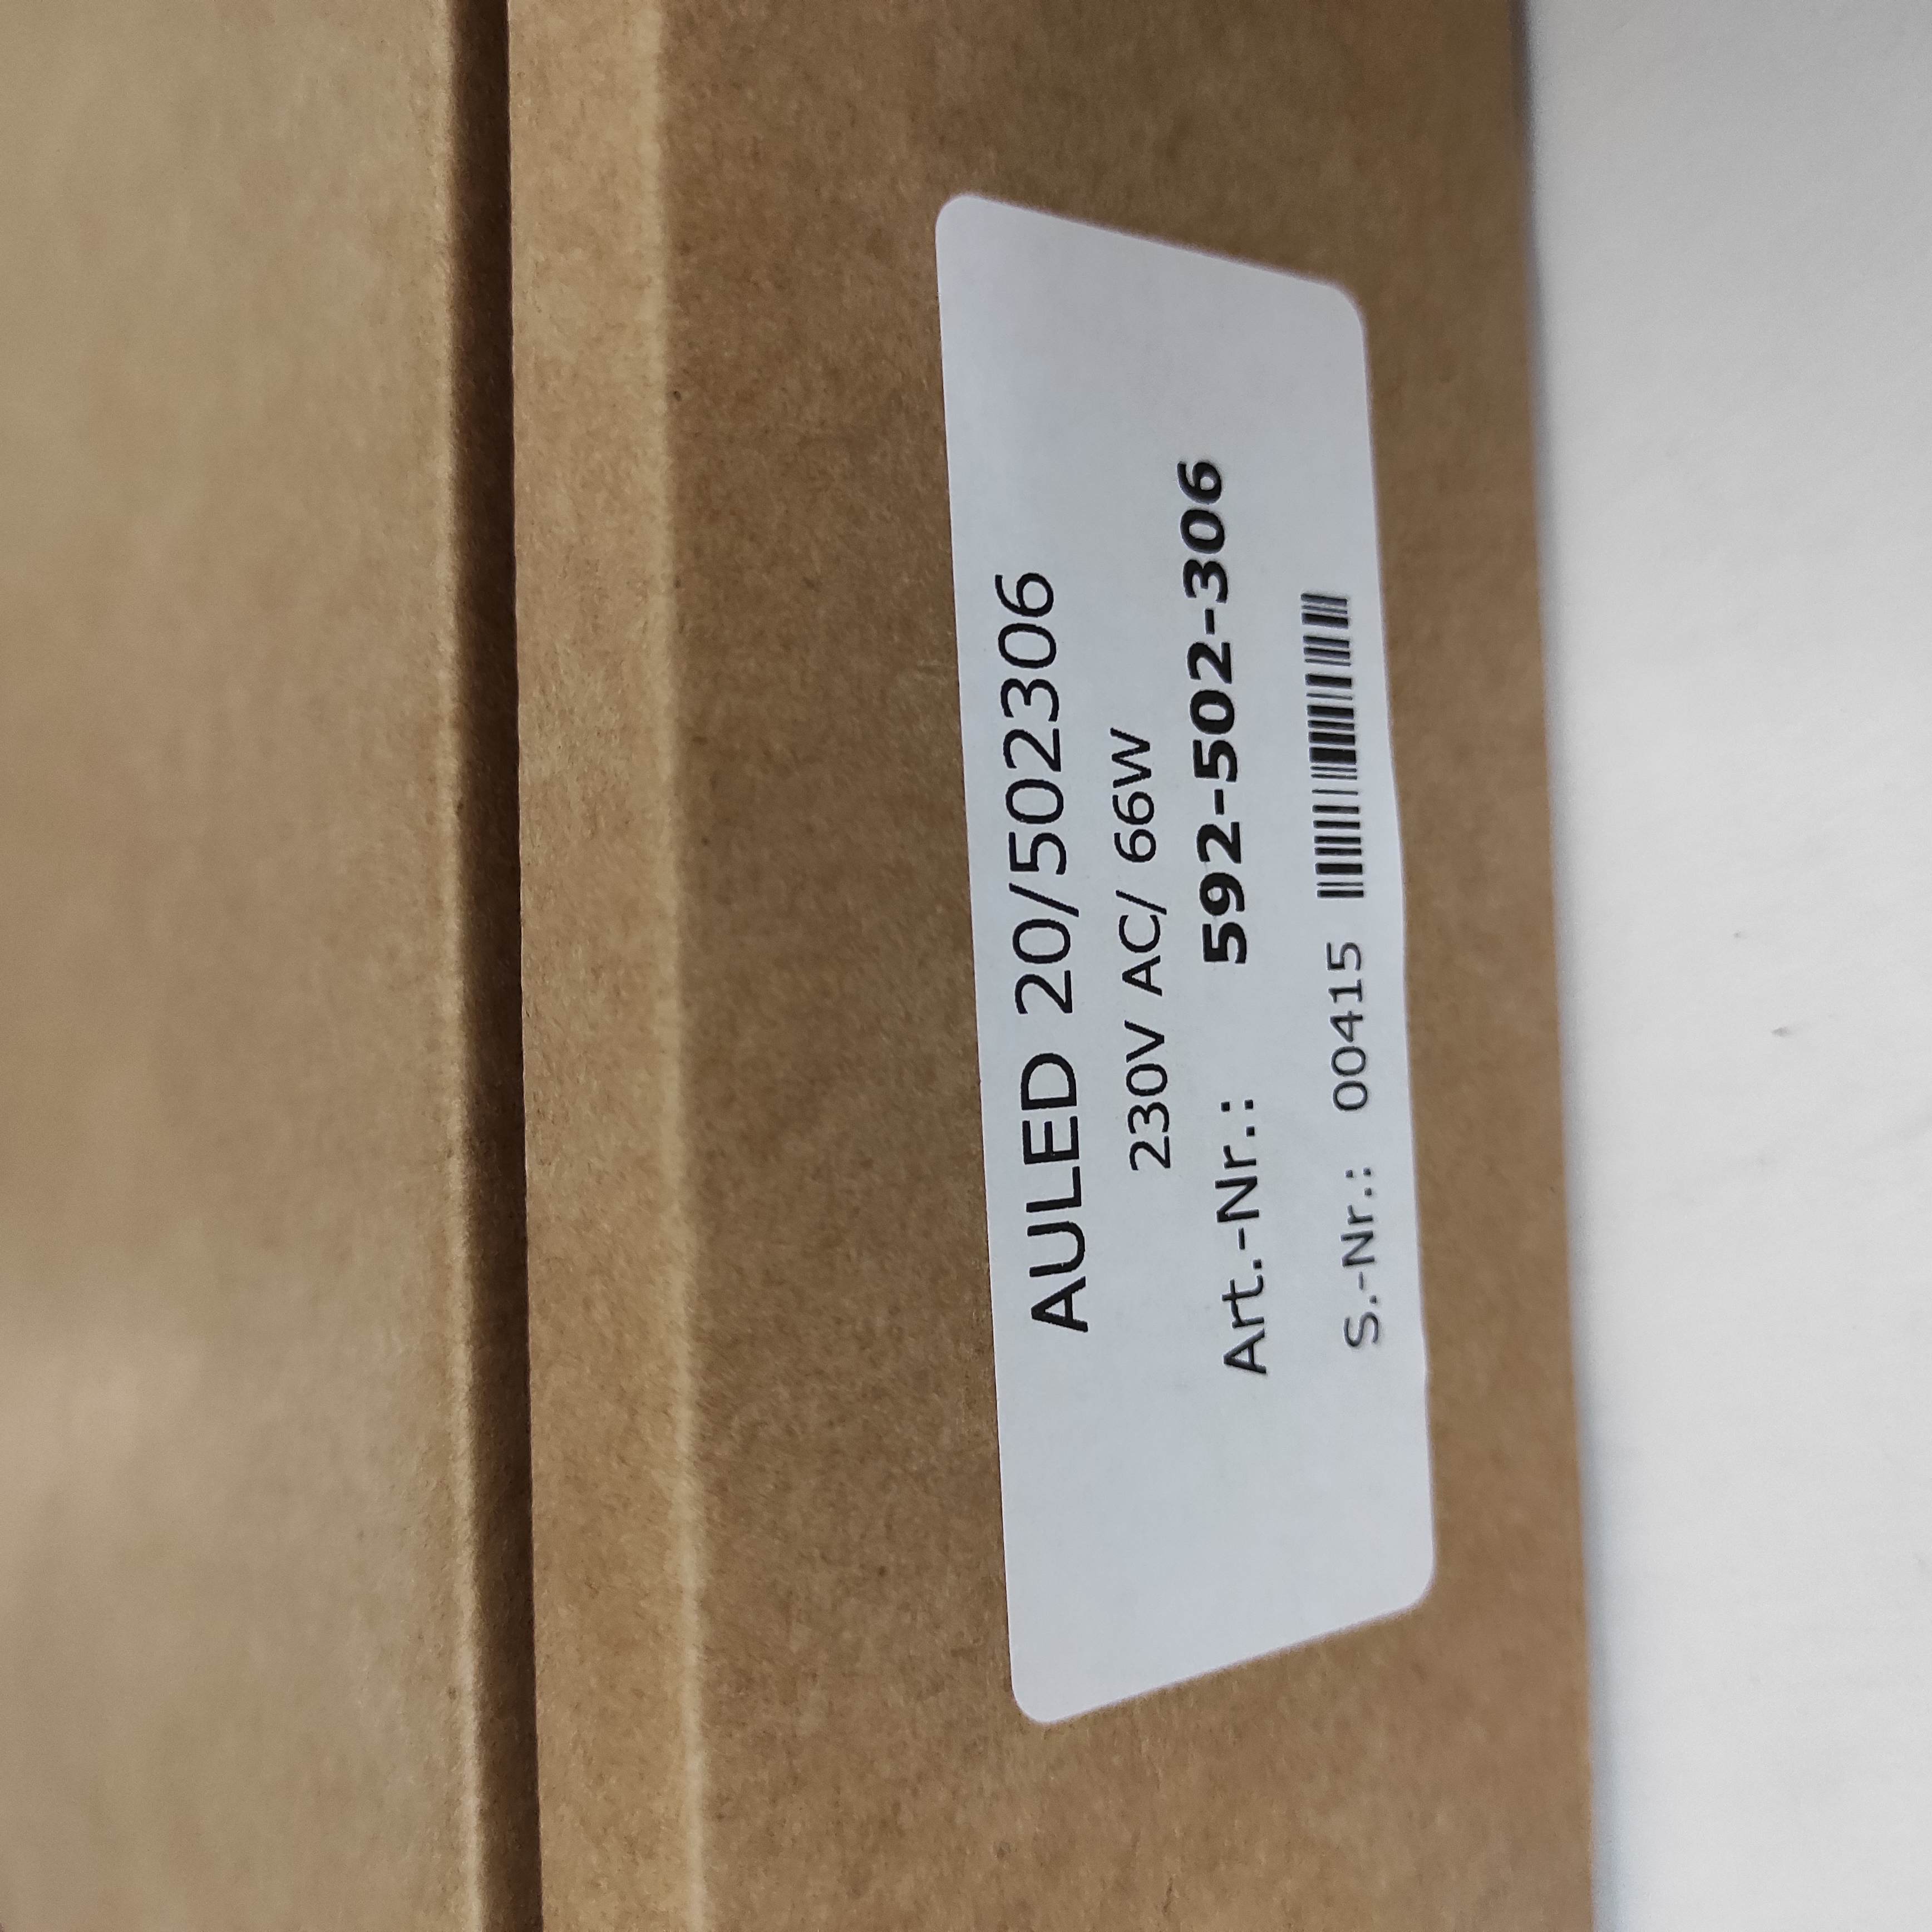 AULED 20/502306
230V AC/ 66W
Art.-Nr.: 592-502-306
S.-Nr.: 00415